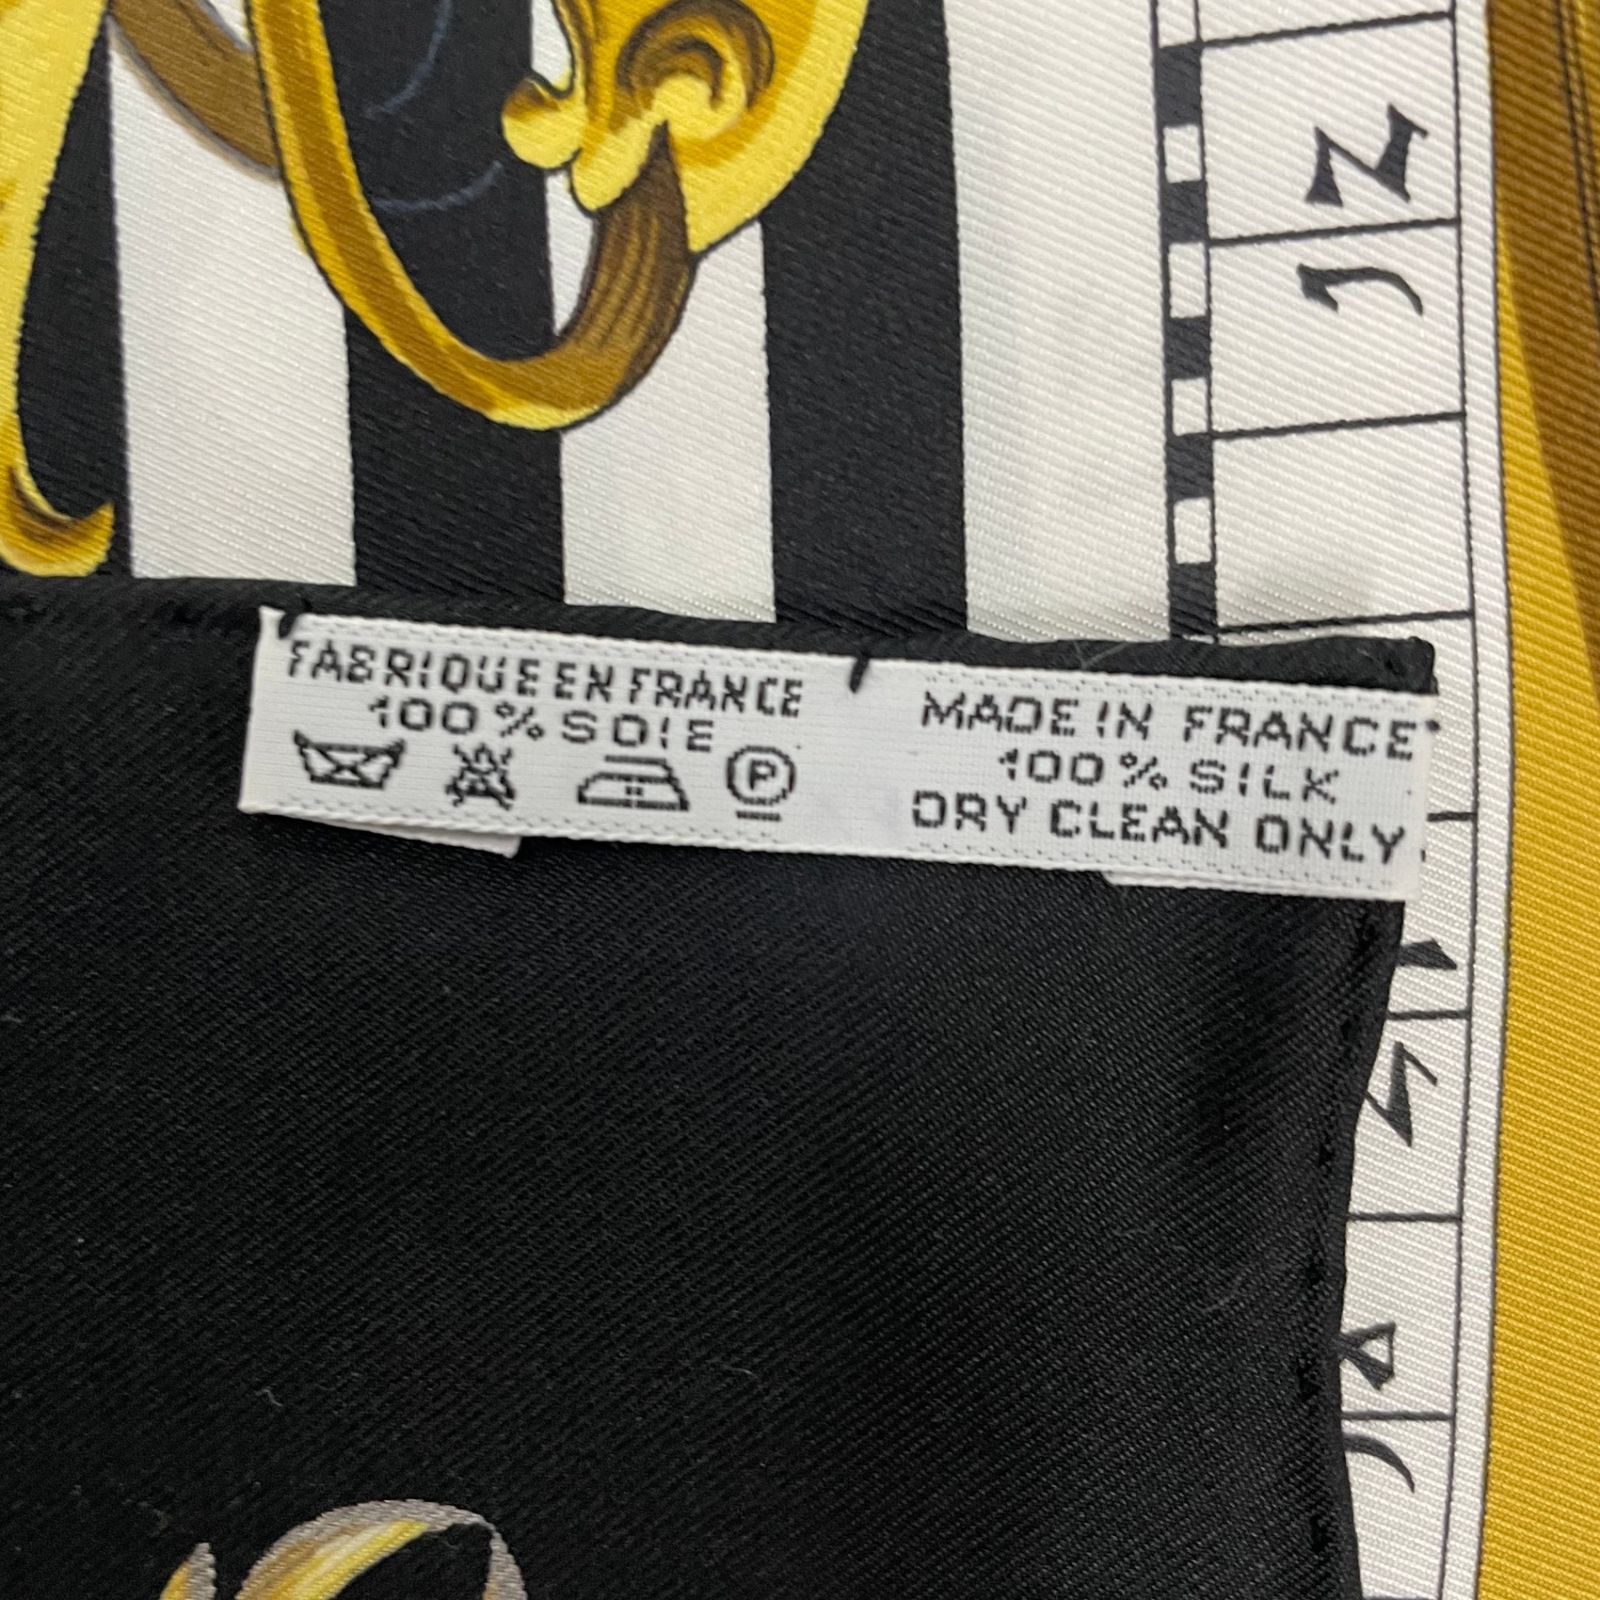 FABRIQUE EN FRANCE
100 % SOIE
P
MADE IN FRANCE
100 % SILK
DRY CLEAN ONLY